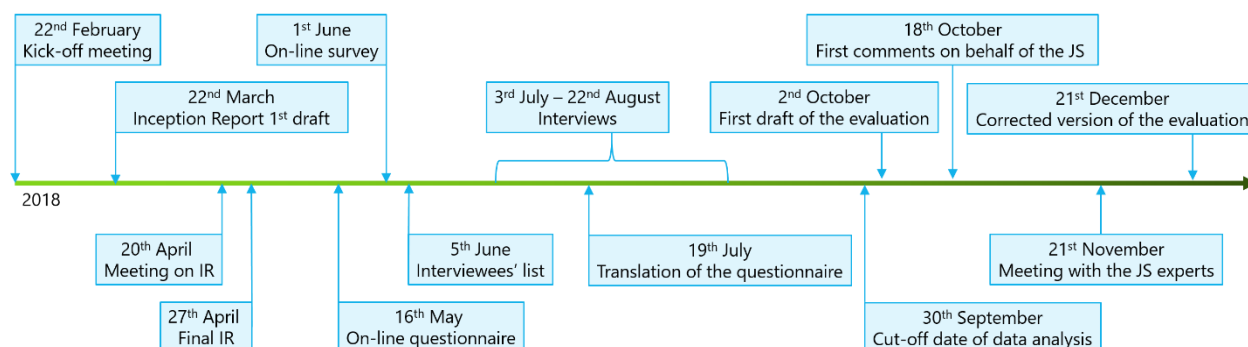 22nd February
Kick-off meeting
1st June
On-line survey
18th October
First comments on behalf of the JS
22nd March
Inception Report 1st draft
3rd July – 22nd August
Interviews
2nd October
First draft of the evaluation
21st December
Corrected version of the evaluation
2018
20th April
Meeting on IR
5th June
Interviewees' list
19th July
Translation of the questionnaire
21st November
Meeting with the JS experts
27th April
Final IR
16th May
On-line questionnaire
30th September
Cut-off date of data analysis